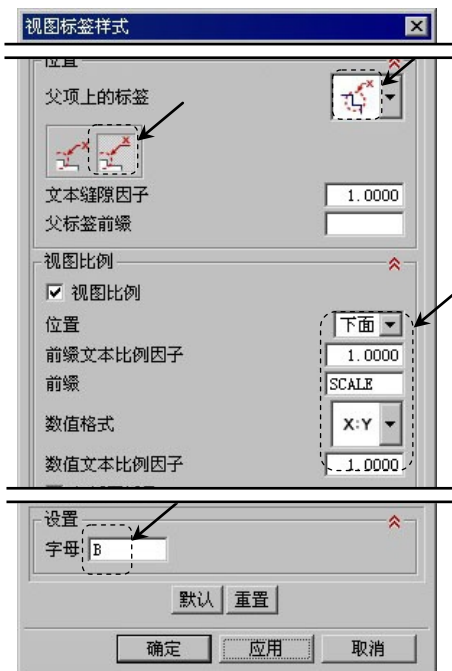 视图标签样式
位置
父项上的标签
文本缝隙因子 1.0000
父标签前缀
视图比例
视图比例
位置 下面
前缀文本比例因子 1.0000
前缀 SCALE
数值格式 X:Y
数值文本比例因子 1.0000
设置
字母 B
默认 重置
确定 应用 取消